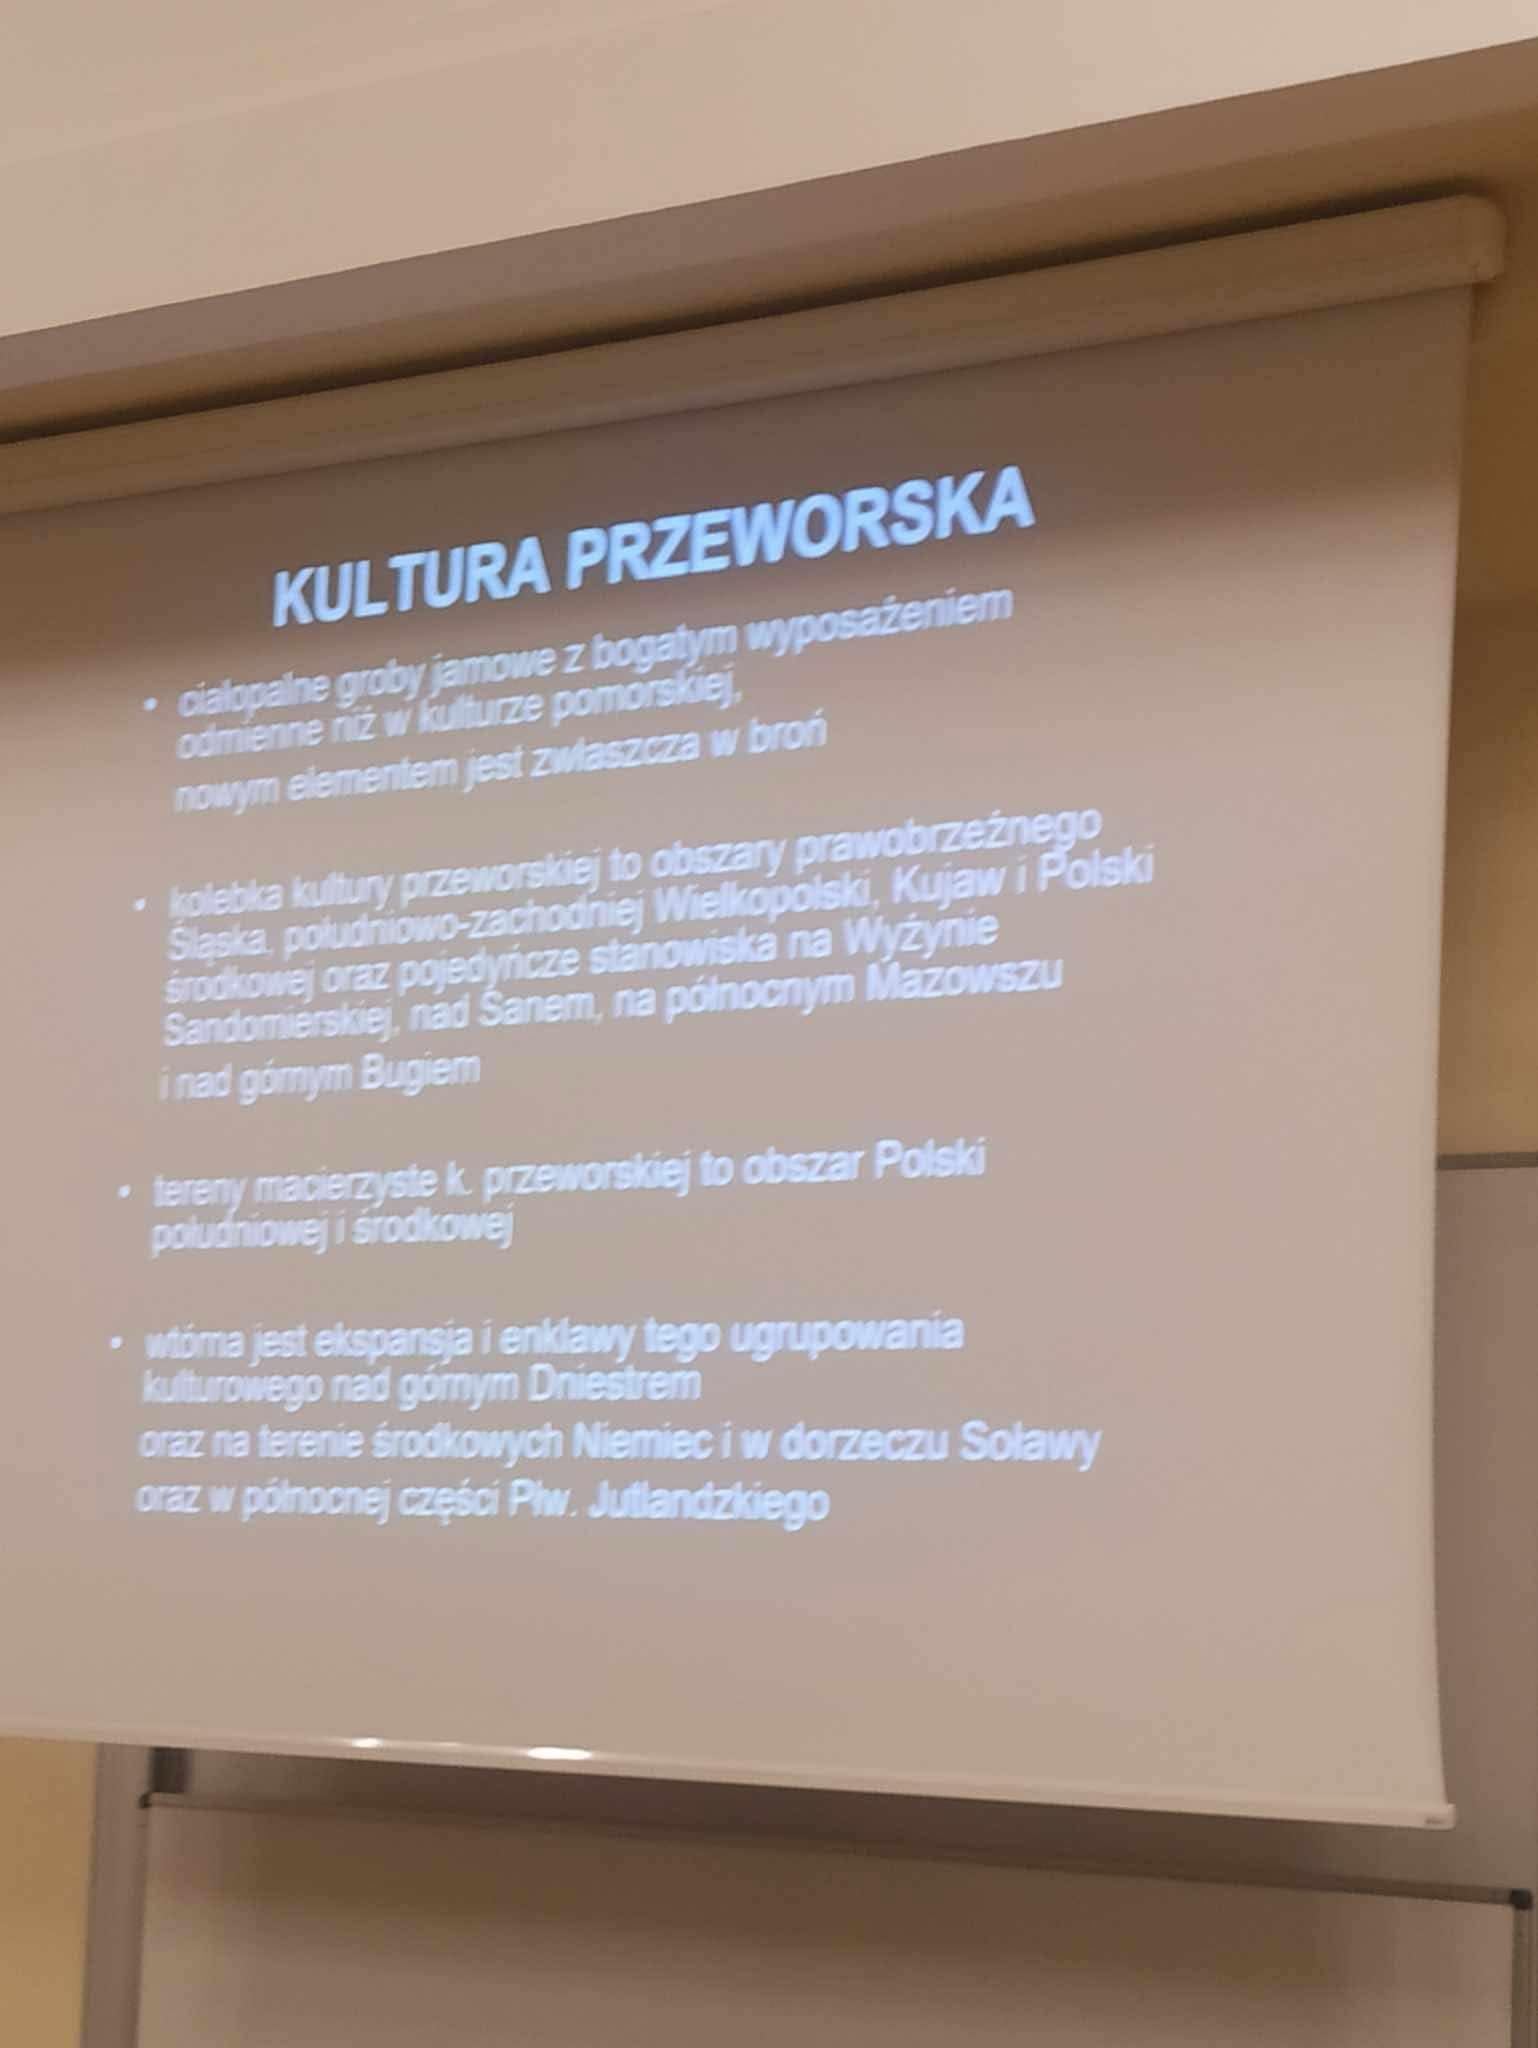 KULTURA PRZEWORSKA
• ciałopalne groby jamowe z bogatym wyposażeniem
odmienne niż w kulturze pomorskiej,
nowym elementem jest zwłaszcza w broń
• kolebka kultury przeworskiej to obszary prawobrzeźnego
Śląska, południowo-zachodniej Wielkopolski, Kujaw i Polski
środkowej oraz pojedyńcze stanowiska na Wyżynie
Sandomierskiej, nad Sanem, na północnym Mazowszu
i nad górnym Bugiem
• tereny macierzyste k. przeworskiej to obszar Polski
południowej i środkowej
• wtórna jest ekspansja i enklawy tego ugrupowania
kulturowego nad górnym Dniestrem
oraz na terenie środkowych Niemiec i w dorzeczu Soławy
oraz w północnej części Płw. Jutlandzkiego